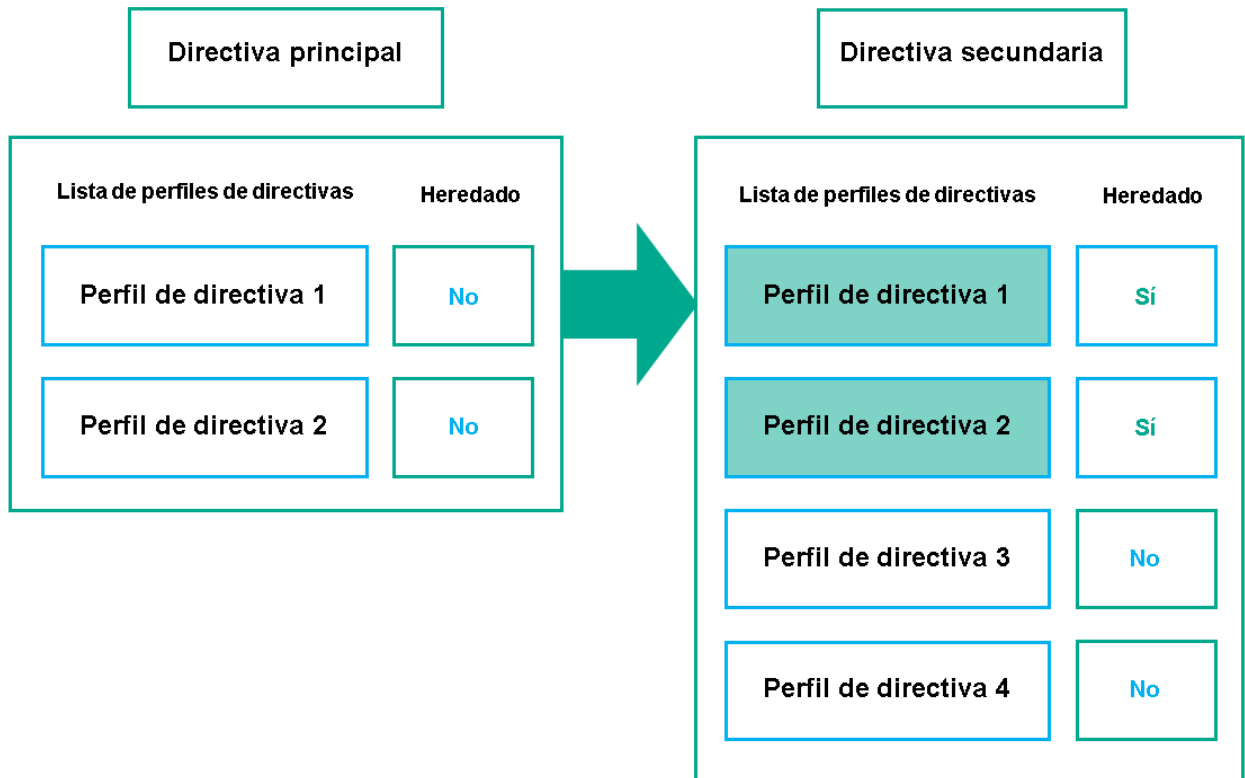 Directiva principal
Lista de perfiles de directivas
Heredado
Perfil de directiva 1
No
Perfil de directiva 2
No
Directiva secundaria
Lista de perfiles de directivas
Heredado
Perfil de directiva 1
Sí
Perfil de directiva 2
Sí
Perfil de directiva 3
No
Perfil de directiva 4
No